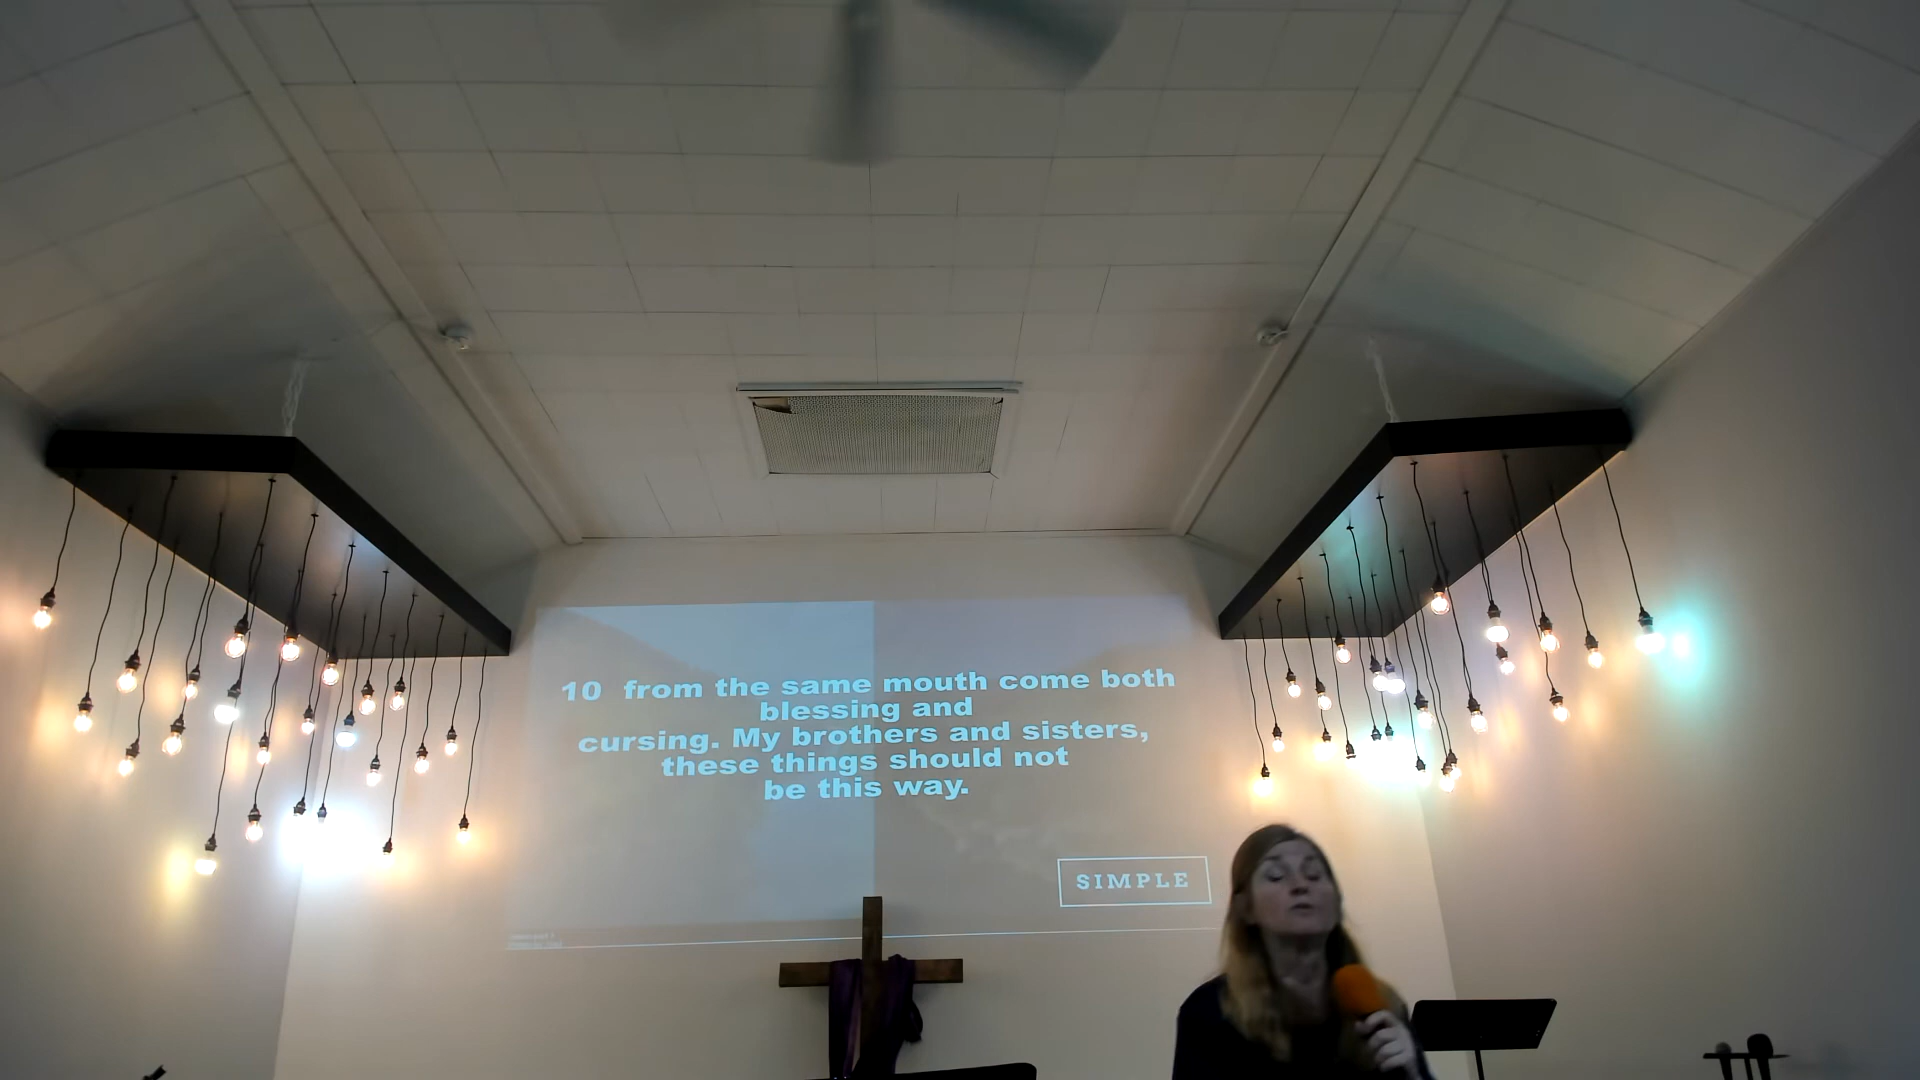 10 from the same mouth come both
blessing and
cursing. My brothers and sisters,
these things should not
be this way.
SIMPLE